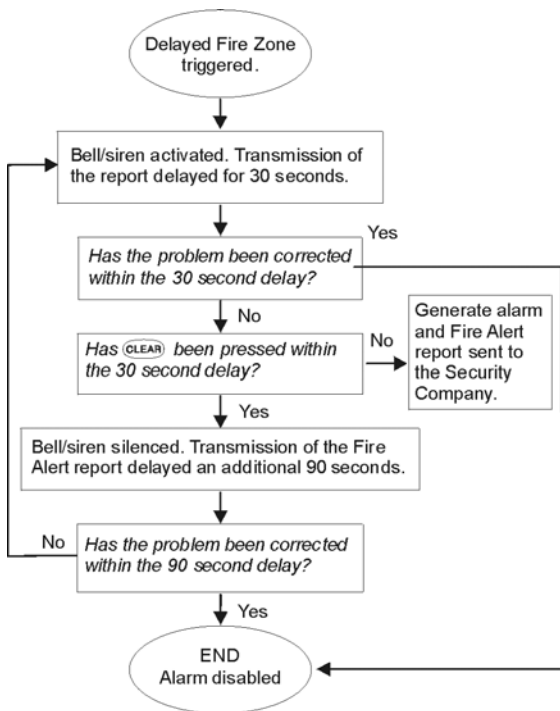 Delayed Fire Zone
triggered.
Bell/siren activated. Transmission of
the report delayed for 30 seconds.
Yes
Has the problem been corrected
within the 30 second delay?
No
Has CLEAR been pressed within
the 30 second delay?
No
Generate alarm
and Fire Alert
report sent to
the Security
Company.
Yes
Bell/siren silenced. Transmission of the Fire
Alert report delayed an additional 90 seconds.
No
Has the problem been corrected
within the 90 second delay?
Yes
END
Alarm disabled